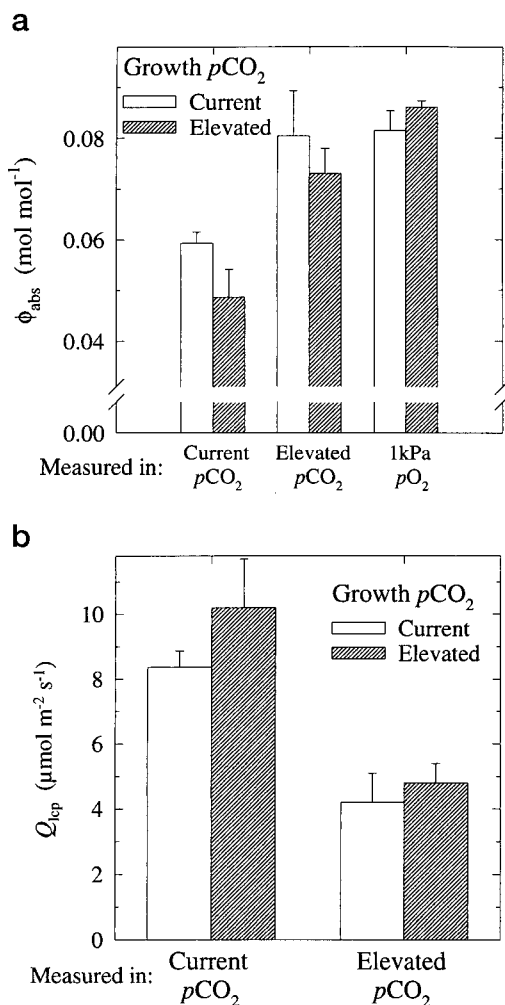 a
Growth pCO₂
Current
Elevated
0.08
0.06
0.04
0.00
ϕabs (mol mol⁻¹)
Measured in:
Current pCO₂
Elevated pCO₂
1kPa pO₂
b
Growth pCO₂
Current
Elevated
10
8
6
4
2
0
Qlcp (µmol m⁻² s⁻¹)
Measured in:
Current pCO₂
Elevated pCO₂